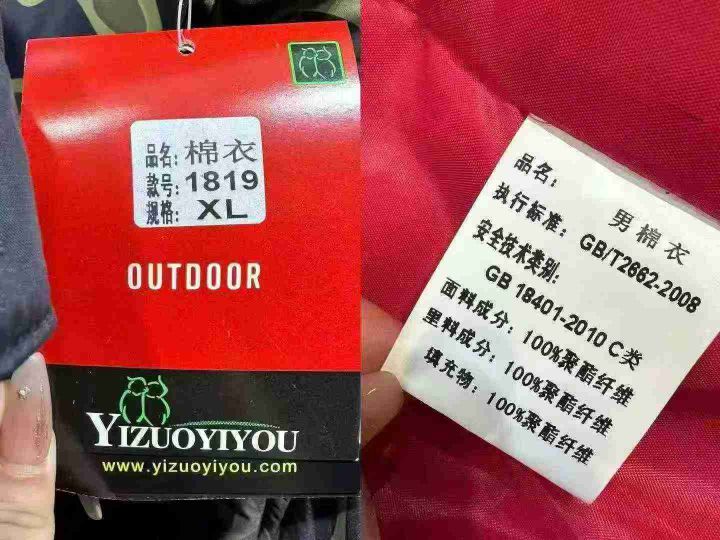 品名: 棉衣
款号: 1819
规格: XL
OUTDOOR
YIZUOYIYOU
www.yizuoyiyou.com
品名: 男棉衣
执行标准: GB/T2662-2008
安全技术类别:
GB 18401-2010 C类
面料成分: 100%聚酯纤维
里料成分: 100%聚酯纤维
填充物: 100%聚酯纤维